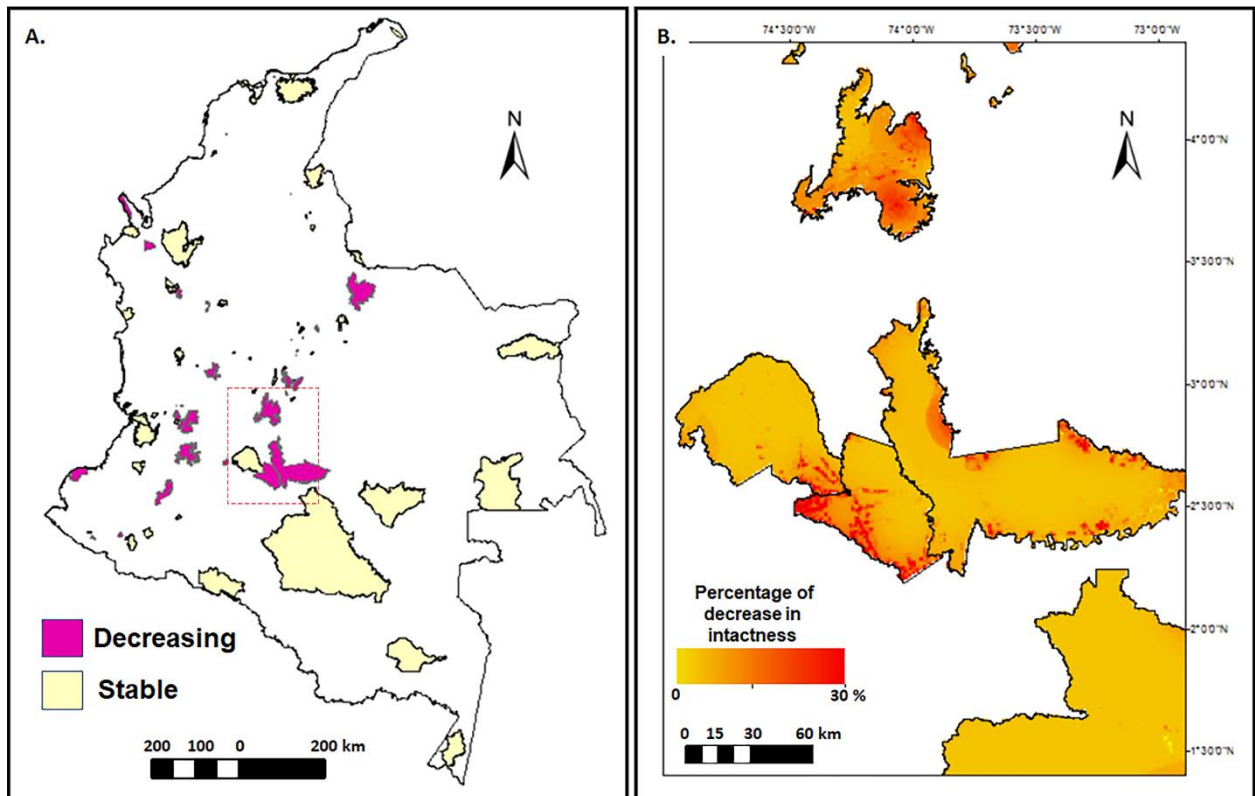 A.
N
Decreasing
Stable
200 100 0 200 km
B.
74°30'0"W 74°0'0"W 73°30'0"W 73°0'0"W
N
4°0'0"N
3°30'0"N
3°0'0"N
2°30'0"N
2°0'0"N
1°30'0"N
Percentage of
decrease in
intactness
0 30 %
0 15 30 60 km